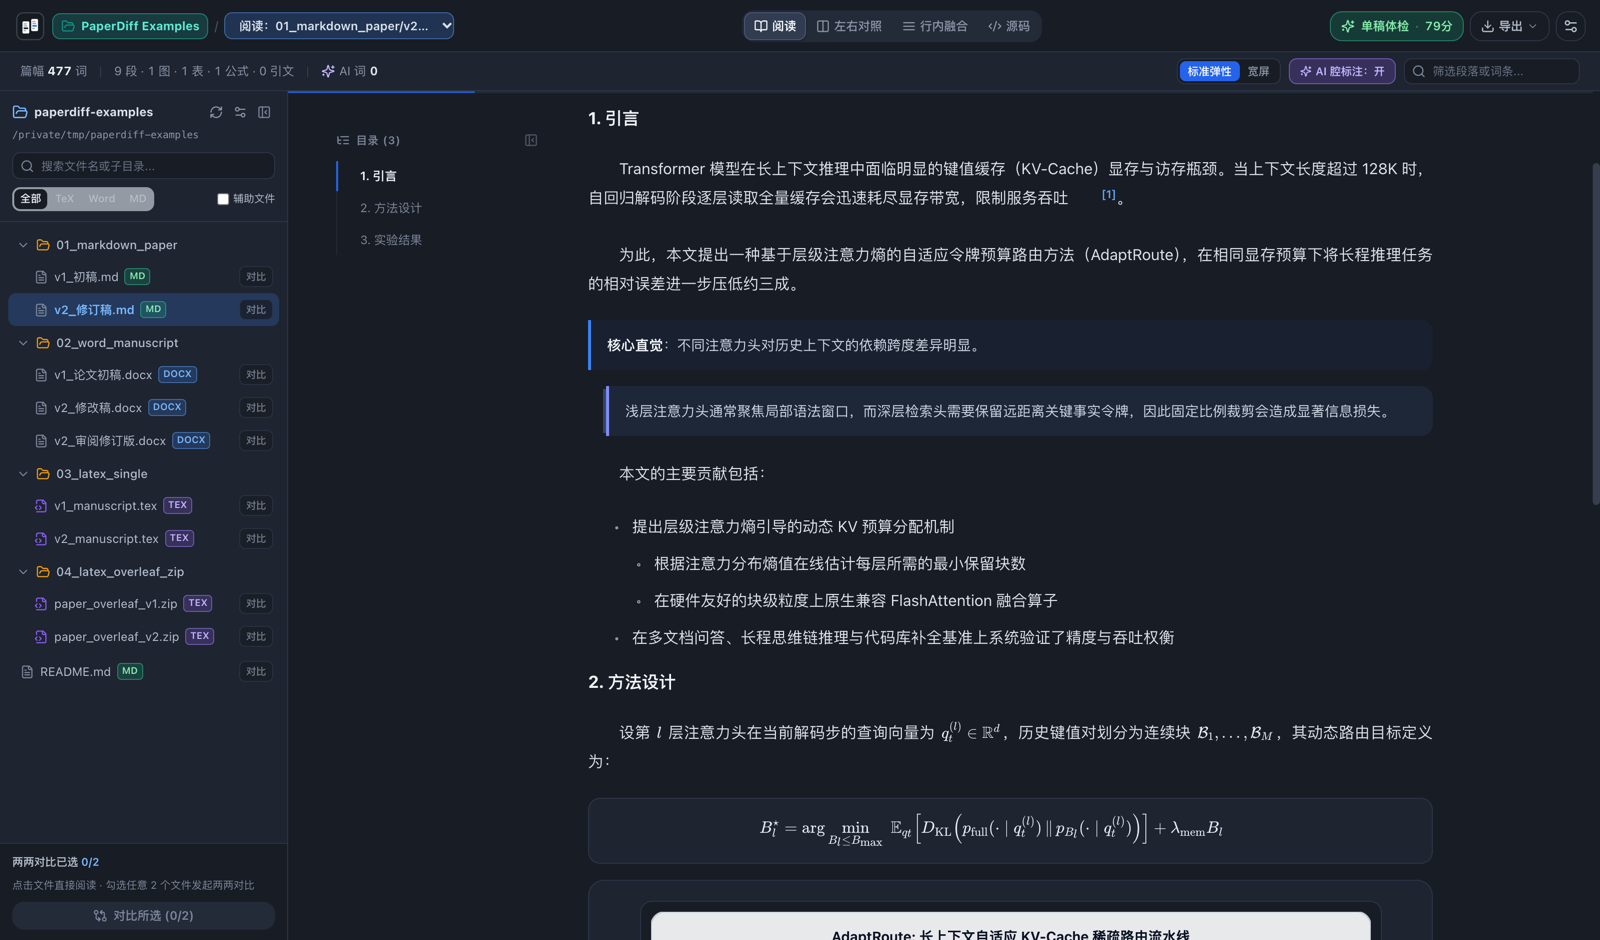 PaperDiff Examples / 阅读：01_markdown_paper/v2...
阅读 左右对照 行内融合 源码
单稿体检 · 79分 导出
篇幅 477 词 | 9 段 · 1 图 · 1 表 · 1 公式 · 0 引文 | AI 词 0
标准弹性 宽屏 AI 腔标注：开 筛选段落或词条...
paperdiff-examples
/private/tmp/paperdiff-examples
搜索文件名或子目录...
全部 TeX Word MD 辅助文件
01_markdown_paper
v1_初稿.md MD 对比
v2_修订稿.md MD 对比
02_word_manuscript
v1_论文初稿.docx DOCX 对比
v2_修改稿.docx DOCX 对比
v2_审阅修订版.docx DOCX 对比
03_latex_single
v1_manuscript.tex TEX 对比
v2_manuscript.tex TEX 对比
04_latex_overleaf_zip
paper_overleaf_v1.zip TEX 对比
paper_overleaf_v2.zip TEX 对比
README.md MD 对比
两两对比已选 0/2
点击文件直接阅读 · 勾选任意 2 个文件发起两两对比
对比所选 (0/2)
目录 (3)
1. 引言
2. 方法设计
3. 实验结果
1. 引言
Transformer 模型在长上下文推理中面临明显的键值缓存（KV-Cache）显存与访存瓶颈。当上下文长度超过 128K 时，
自回归解码阶段逐层读取全量缓存会迅速耗尽显存带宽，限制服务吞吐 [1]。
为此，本文提出一种基于层级注意力熵的自适应令牌预算路由方法（AdaptRoute），在相同显存预算下将长程推理任务
的相对误差进一步压低约三成。
核心直觉：不同注意力头对历史上下文的依赖跨度差异明显。
浅层注意力头通常聚焦局部语法窗口，而深层检索头需要保留远距离关键事实令牌，因此固定比例裁剪会造成显著信息损失。
本文的主要贡献包括：
• 提出层级注意力熵引导的动态 KV 预算分配机制
◦ 根据注意力分布熵值在线估计每层所需的最小保留块数
◦ 在硬件友好的块级粒度上原生兼容 FlashAttention 融合算子
• 在多文档问答、长程思维链推理与代码库补全基准上系统验证了精度与吞吐权衡
2. 方法设计
设第 l 层注意力头在当前解码步的查询向量为 q_t^{(l)} ∈ ℝ^d，历史键值对划分为连续块 ℬ_1, …, ℬ_M，其动态路由目标定义
为：
B_l^⋆ = arg min_{B_l ≤ B_max} 𝔼_{qt} [ D_KL( p_full(· | q_t^{(l)}) ‖ p_{B_l}(· | q_t^{(l)}) ) ] + λ_mem B_l
AdaptRoute: 长上下文自适应 KV-Cache 稀疏路由流水线